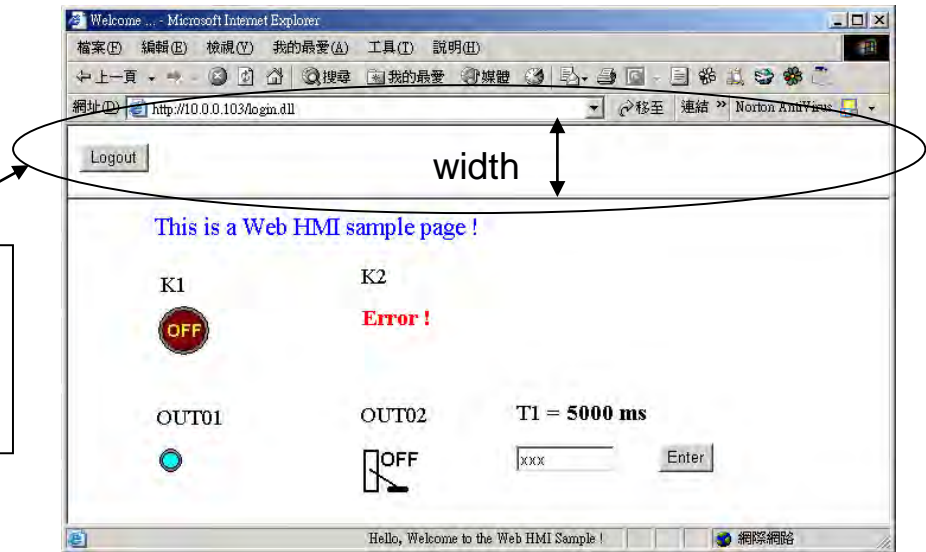 Welcome ... - Microsoft Internet Explorer
檔案(F) 編輯(E) 檢視(V) 我的最愛(A) 工具(T) 說明(H)
上一頁 搜尋 我的最愛 媒體
網址(D) http://10.0.0.103/login.dll 移至 連結 » Norton AntiVirus
Logout
width
This is a Web HMI sample page !
K1 K2
OFF Error !
OUT01 OUT02 T1 = 5000 ms
OFF xxx Enter
Hello, Welcome to the Web HMI Sample ! 網際網路